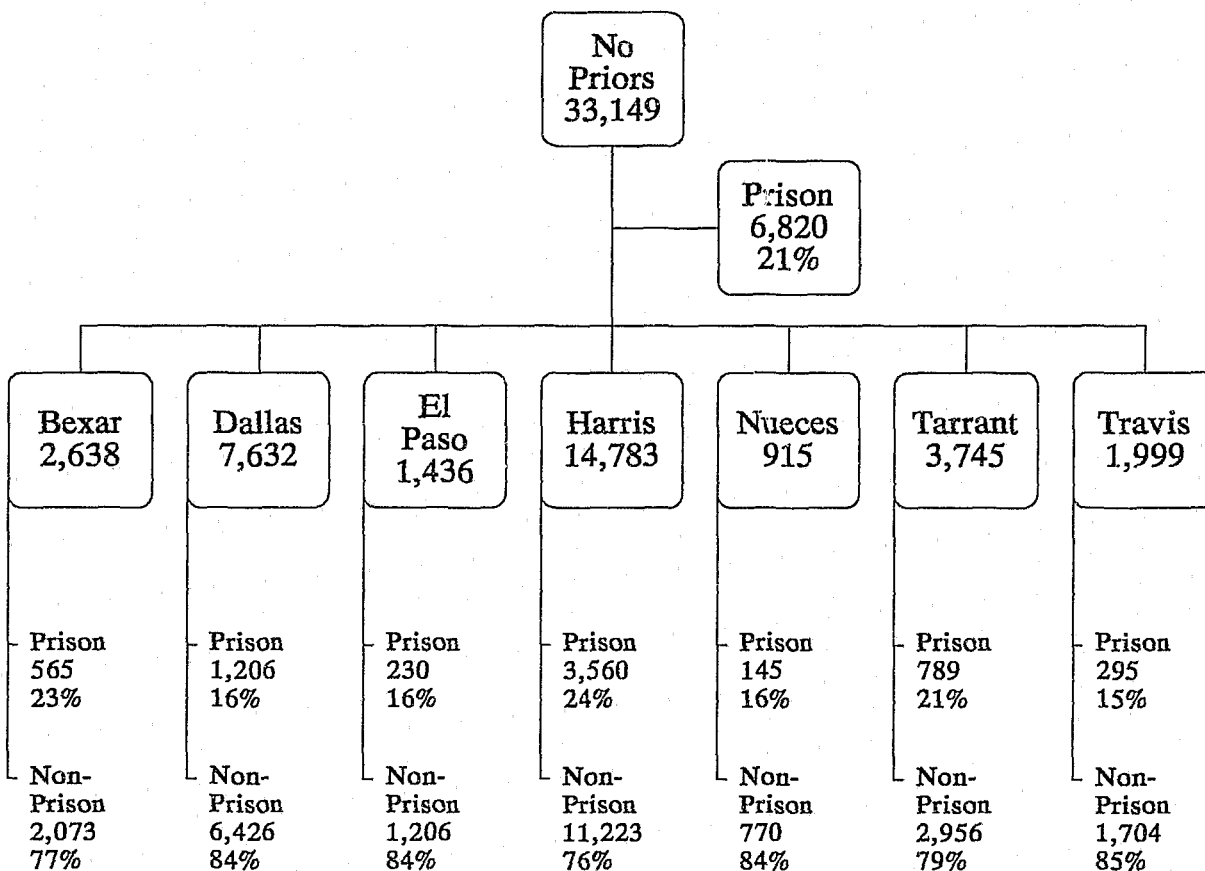 No
Priors
33,149
Prison
6,820
21%
Bexar
2,638
Dallas
7,632
El
Paso
1,436
Harris
14,783
Nueces
915
Tarrant
3,745
Travis
1,999
Prison
565
23%
Prison
1,206
16%
Prison
230
16%
Prison
3,560
24%
Prison
145
16%
Prison
789
21%
Prison
295
15%
Non-
Prison
2,073
77%
Non-
Prison
6,426
84%
Non-
Prison
1,206
84%
Non-
Prison
11,223
76%
Non-
Prison
770
84%
Non-
Prison
2,956
79%
Non-
Prison
1,704
85%